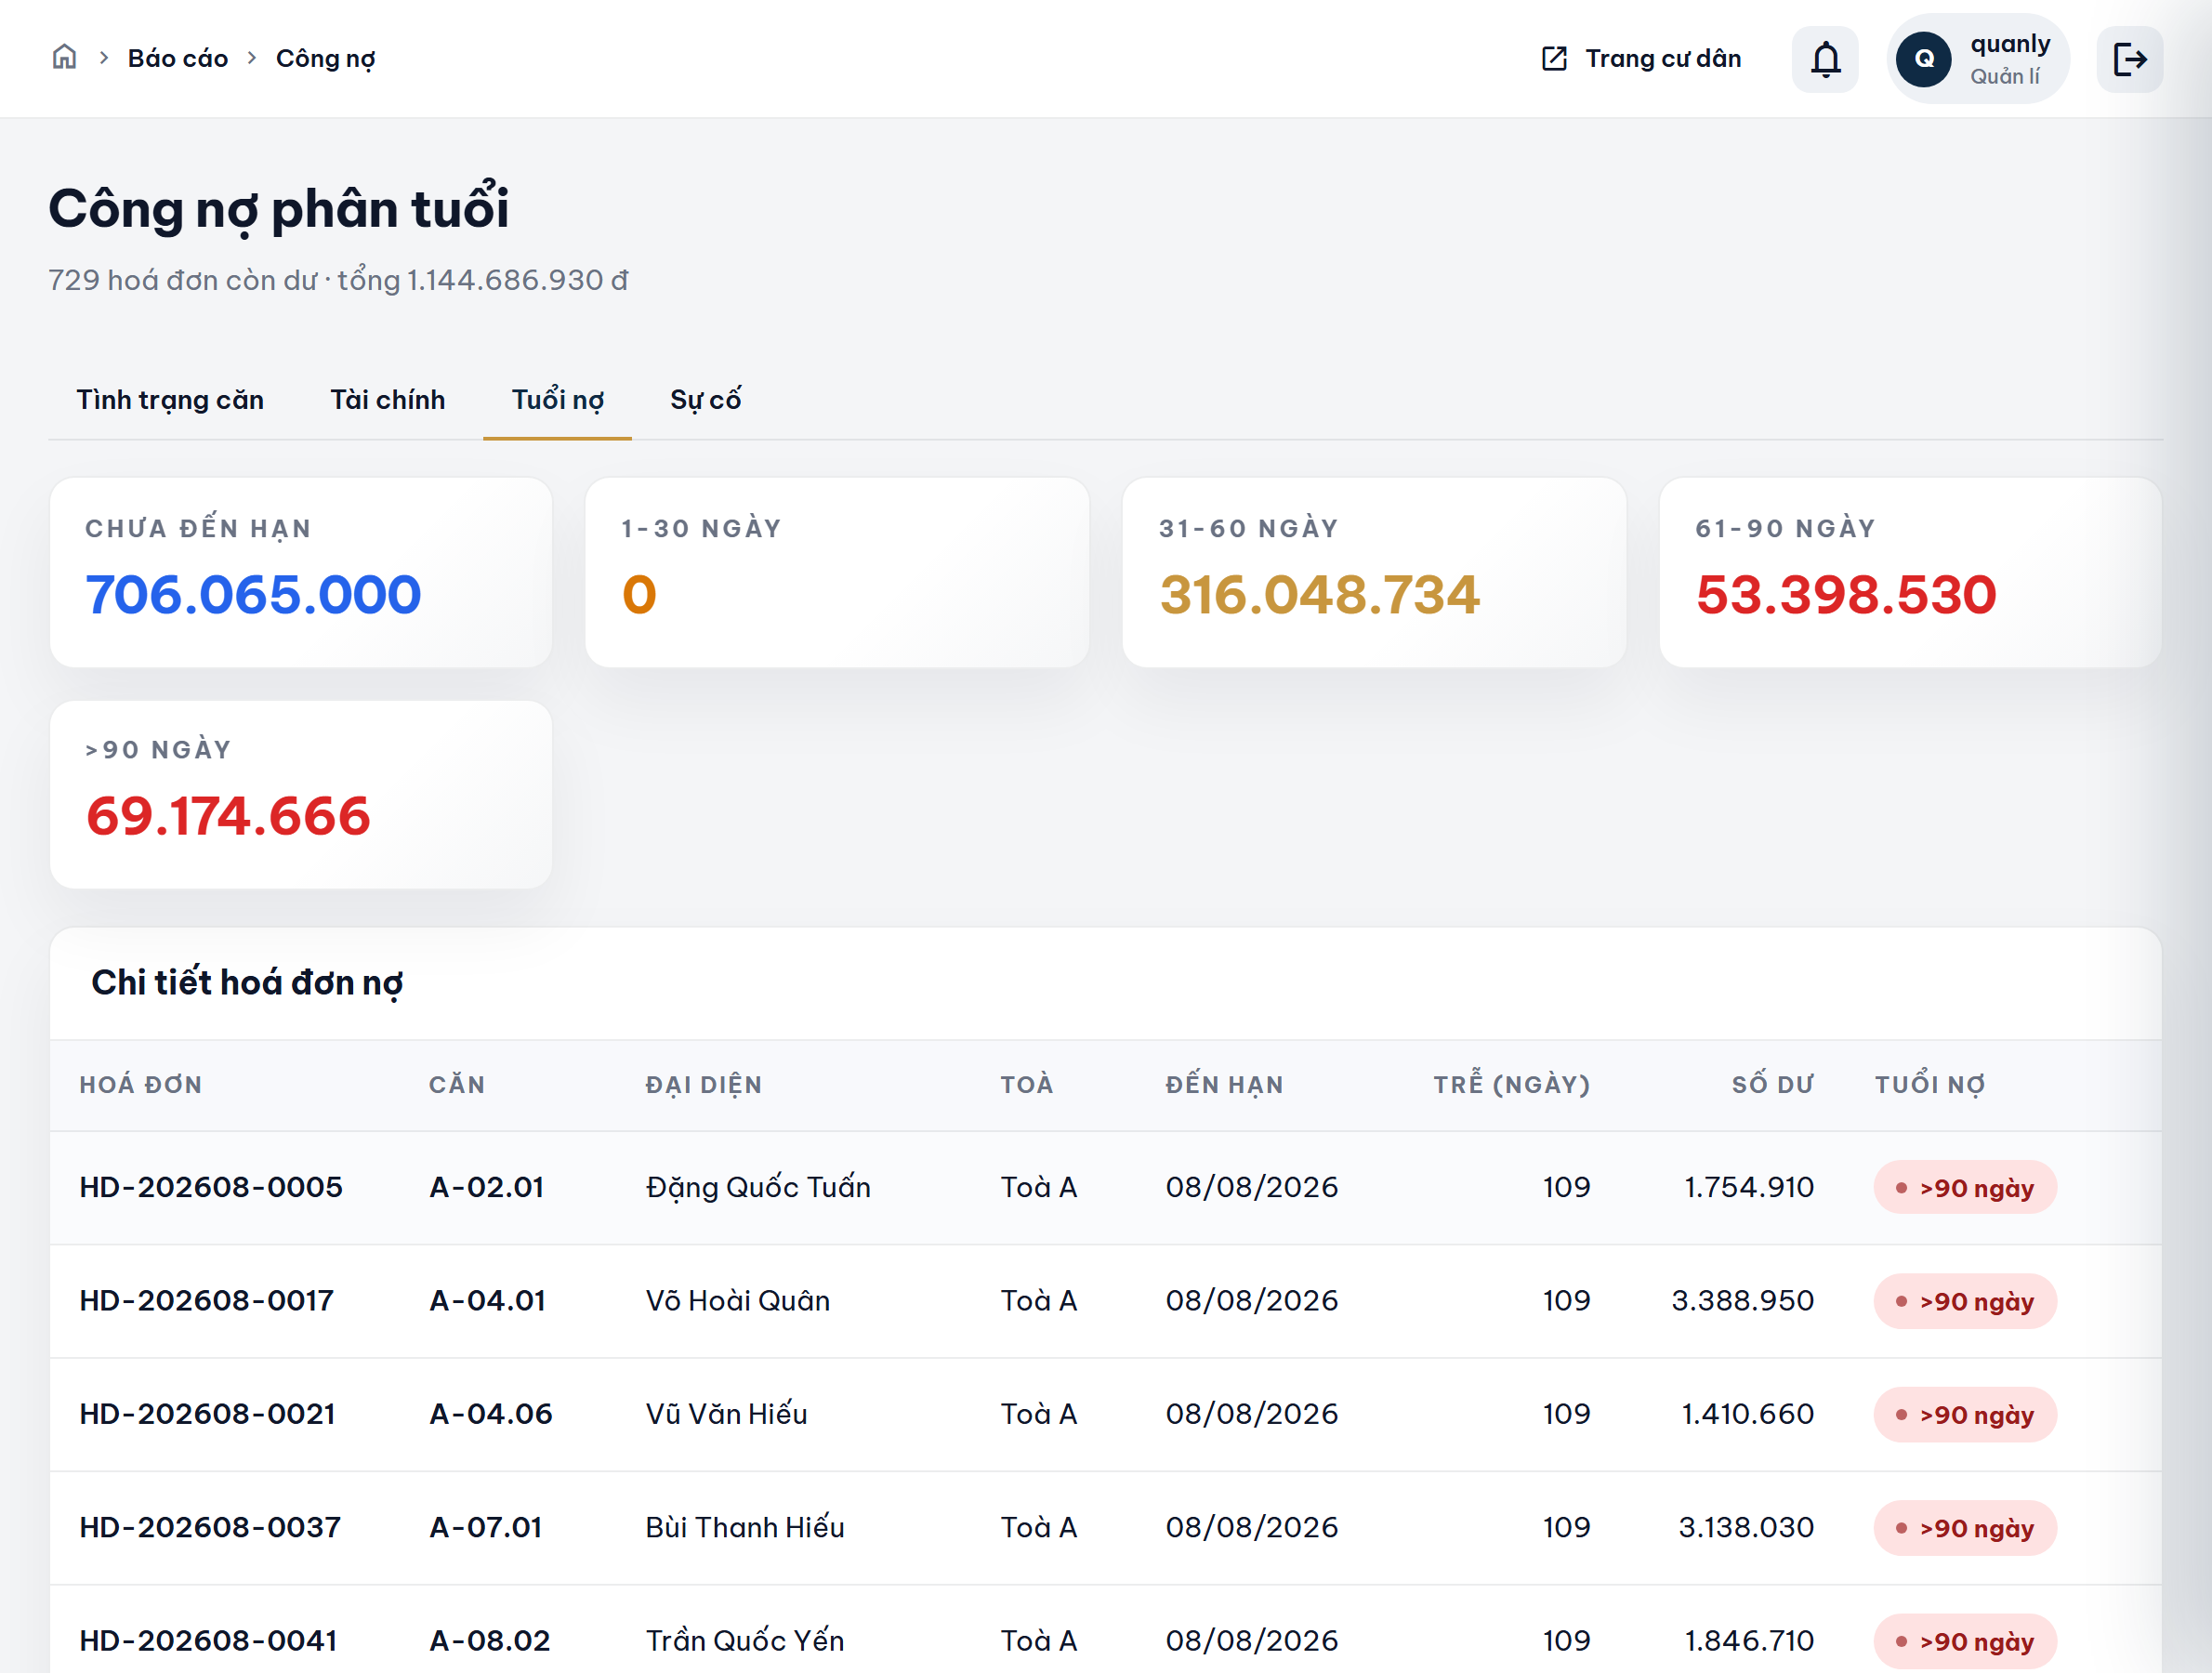 Báo cáo > Công nợ
Trang cư dân
Q
quanly
Quản lí
Công nợ phân tuổi
729 hoá đơn còn dư · tổng 1.144.686.930 đ
Tình trạng căn Tài chính Tuổi nợ Sự cố
CHƯA ĐẾN HẠN
706.065.000
1-30 NGÀY
0
31-60 NGÀY
316.048.734
61-90 NGÀY
53.398.530
>90 NGÀY
69.174.666
Chi tiết hoá đơn nợ
HOÁ ĐƠN CĂN ĐẠI DIỆN TOÀ ĐẾN HẠN TRỄ (NGÀY) SỐ DƯ TUỔI NỢ
HD-202608-0005 A-02.01 Đặng Quốc Tuấn Toà A 08/08/2026 109 1.754.910 >90 ngày
HD-202608-0017 A-04.01 Võ Hoài Quân Toà A 08/08/2026 109 3.388.950 >90 ngày
HD-202608-0021 A-04.06 Vũ Văn Hiếu Toà A 08/08/2026 109 1.410.660 >90 ngày
HD-202608-0037 A-07.01 Bùi Thanh Hiếu Toà A 08/08/2026 109 3.138.030 >90 ngày
HD-202608-0041 A-08.02 Trần Quốc Yến Toà A 08/08/2026 109 1.846.710 >90 ngày